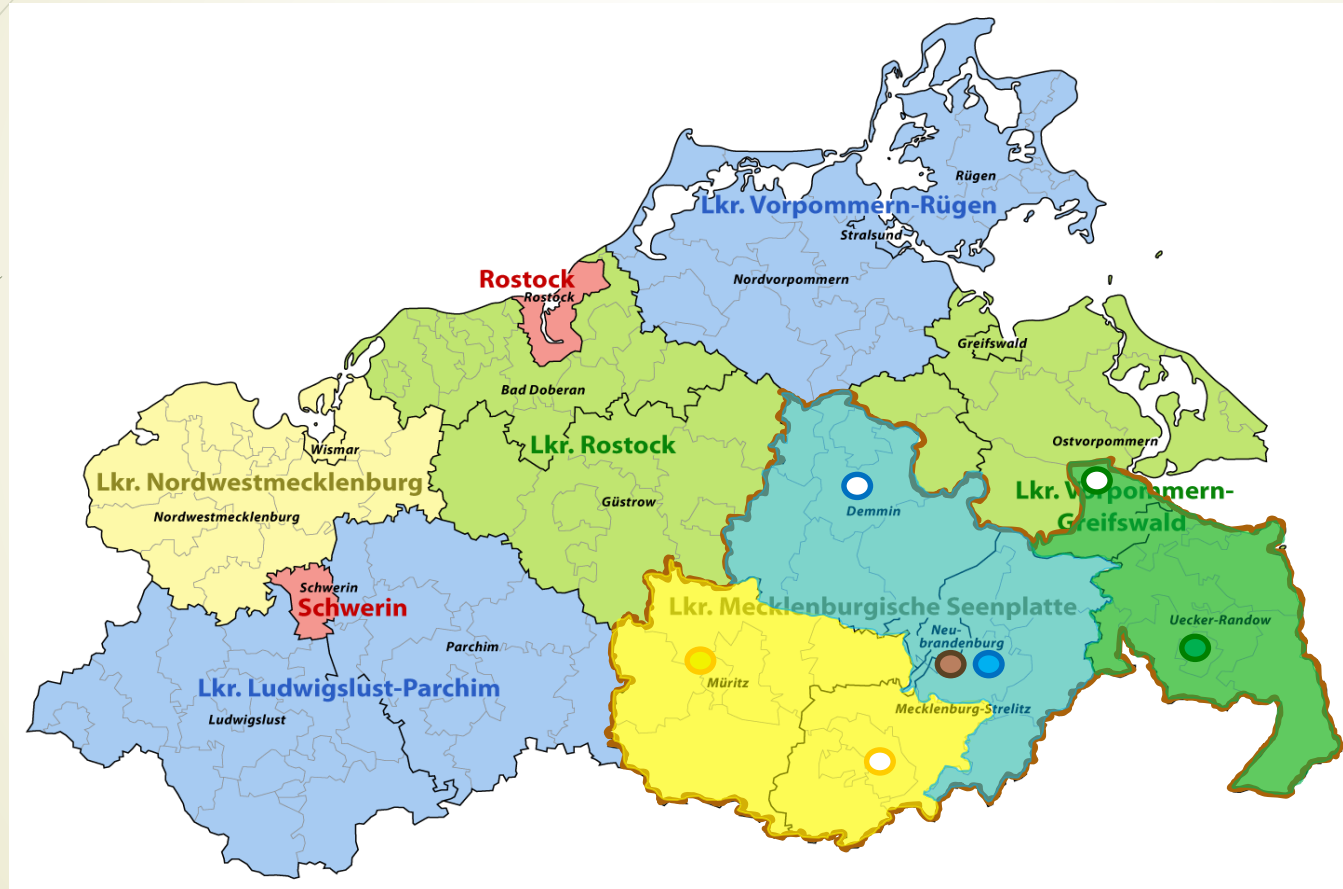 Rügen
Lkr. Vorpommern-Rügen
Stralsund
Nordvorpommern
Rostock
Rostock
Greifswald
Bad Doberan
Ostvorpommern
Lkr. Rostock
Wismar
Lkr. Nordwestmecklenburg
Lkr. Vorpommern-
Greifswald
Güstrow
Demmin
Nordwestmecklenburg
Schwerin
Schwerin
Lkr. Mecklenburgische Seenplatte
Uecker-Randow
Neu-
brandenburg
Parchim
Müritz
Lkr. Ludwigslust-Parchim
Mecklenburg-Strelitz
Ludwigslust